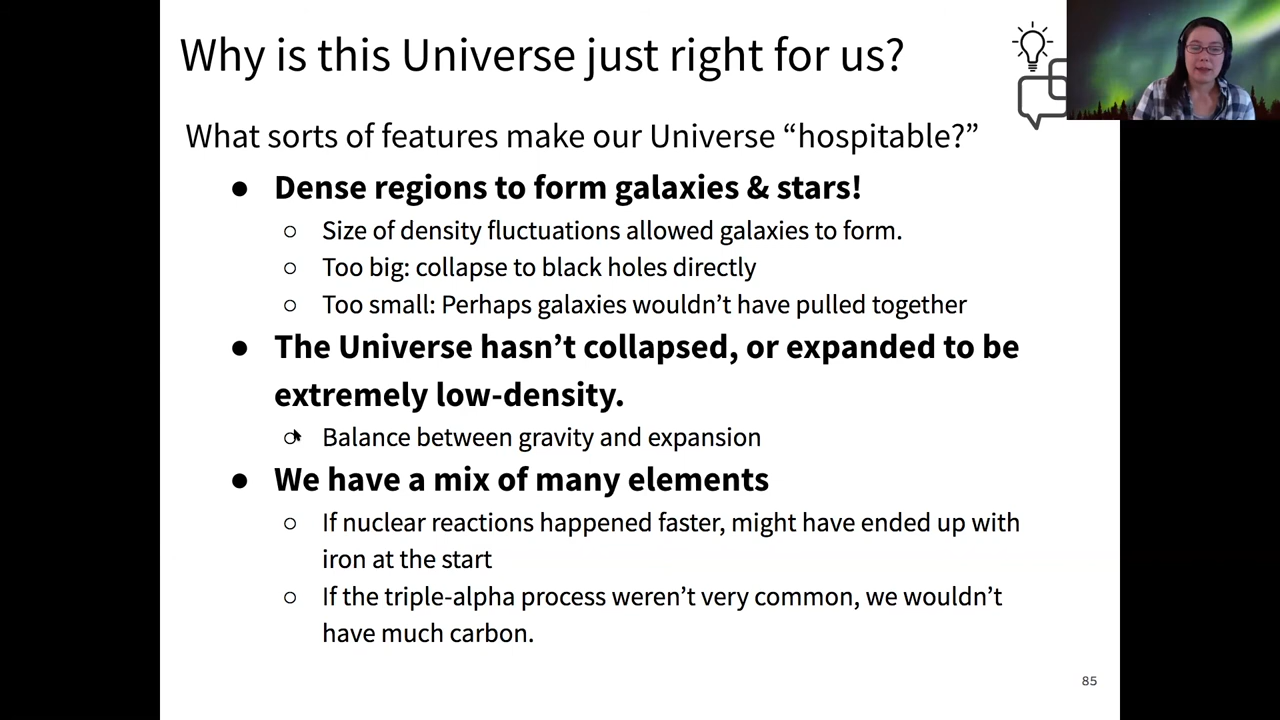 Why is this Universe just right for us?
What sorts of features make our Universe “hospitable?”
● Dense regions to form galaxies & stars!
○ Size of density fluctuations allowed galaxies to form.
○ Too big: collapse to black holes directly
○ Too small: Perhaps galaxies wouldn’t have pulled together
● The Universe hasn’t collapsed, or expanded to be
extremely low-density.
○ Balance between gravity and expansion
● We have a mix of many elements
○ If nuclear reactions happened faster, might have ended up with
iron at the start
○ If the triple-alpha process weren’t very common, we wouldn’t
have much carbon.
85